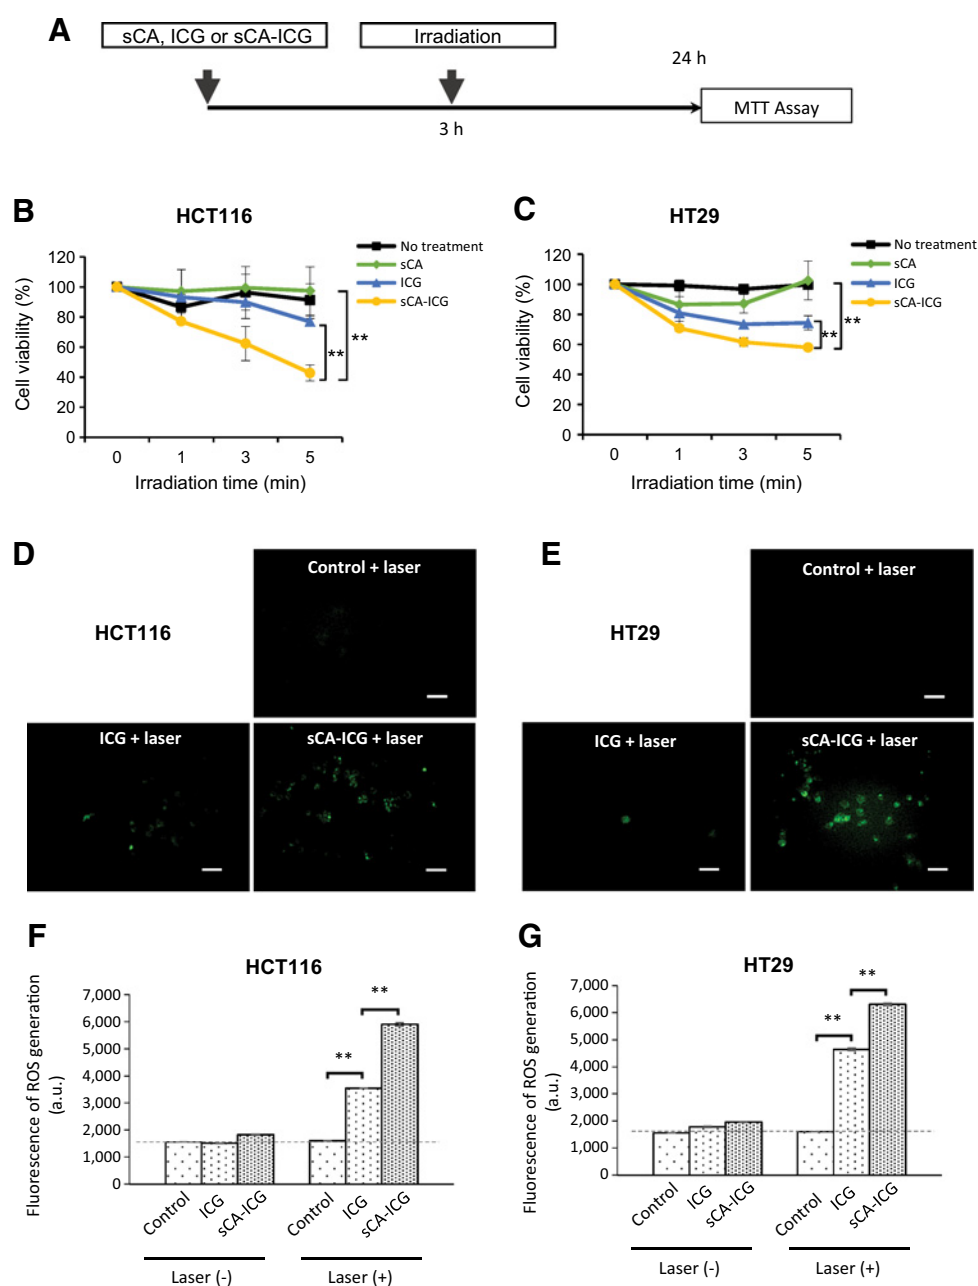 A
sCA, ICG or sCA-ICG
Irradiation
24 h
3 h
MTT Assay
B
HCT116
No treatment
sCA
ICG
sCA-ICG
120
100
80
60
40
20
0
Cell viability (%)
**
**
0 1 3 5
Irradiation time (min)
C
HT29
No treatment
sCA
ICG
sCA-ICG
120
100
80
60
40
20
0
Cell viability (%)
**
**
0 1 3 5
Irradiation time (min)
D
HCT116
Control + laser
ICG + laser
sCA-ICG + laser
E
HT29
Control + laser
ICG + laser
sCA-ICG + laser
F
HCT116
Fluorescence of ROS generation
(a.u.)
7,000
6,000
5,000
4,000
3,000
2,000
1,000
0
**
**
Control ICG sCA-ICG Control ICG sCA-ICG
Laser (-) Laser (+)
G
HT29
Fluorescence of ROS generation
(a.u.)
7,000
6,000
5,000
4,000
3,000
2,000
1,000
0
**
**
Control ICG sCA-ICG Control ICG sCA-ICG
Laser (-) Laser (+)